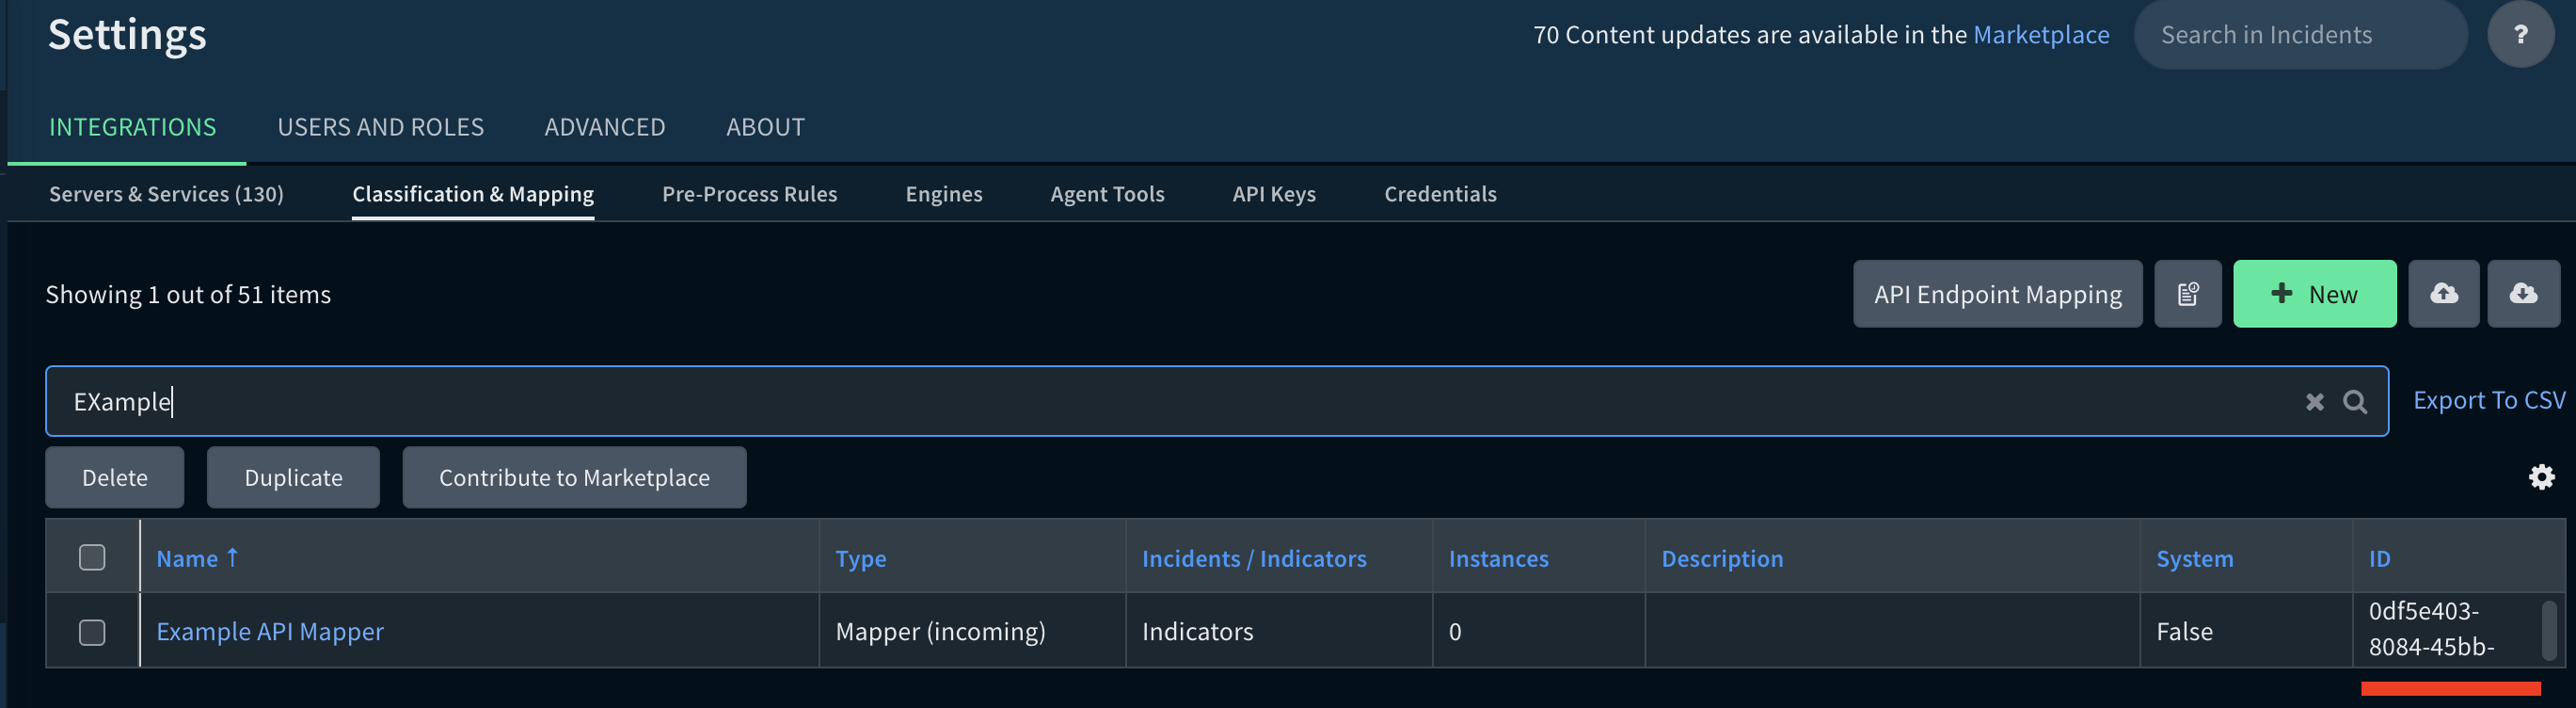 Settings
70 Content updates are available in the Marketplace
Search in Incidents
?
INTEGRATIONS USERS AND ROLES ADVANCED ABOUT
Servers & Services (130) Classification & Mapping Pre-Process Rules Engines Agent Tools API Keys Credentials
Showing 1 out of 51 items
API Endpoint Mapping
+ New
EXample
Export To CSV
Delete Duplicate Contribute to Marketplace
Name ↑ Type Incidents / Indicators Instances Description System ID
Example API Mapper Mapper (incoming) Indicators 0 False 0df5e403-
8084-45bb-